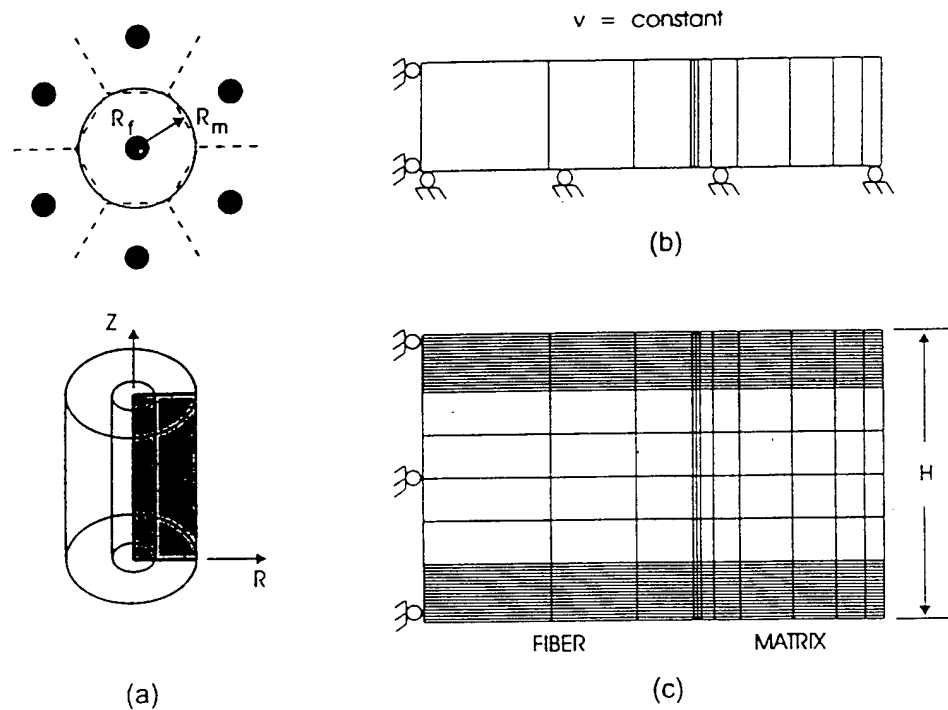 R_f
R_m
Z
R
(a)
v = constant
(b)
H
FIBER
MATRIX
(c)